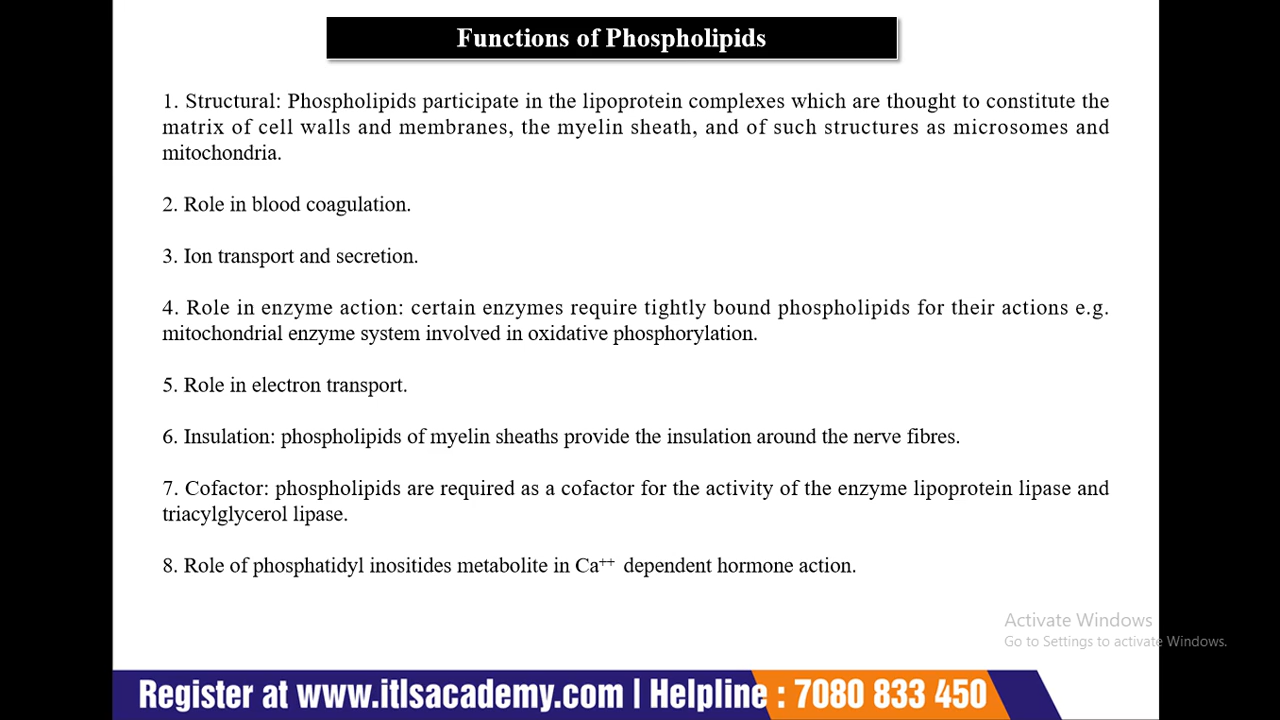 Functions of Phospholipids
1. Structural: Phospholipids participate in the lipoprotein complexes which are thought to constitute the
matrix of cell walls and membranes, the myelin sheath, and of such structures as microsomes and
mitochondria.
2. Role in blood coagulation.
3. Ion transport and secretion.
4. Role in enzyme action: certain enzymes require tightly bound phospholipids for their actions e.g.
mitochondrial enzyme system involved in oxidative phosphorylation.
5. Role in electron transport.
6. Insulation: phospholipids of myelin sheaths provide the insulation around the nerve fibres.
7. Cofactor: phospholipids are required as a cofactor for the activity of the enzyme lipoprotein lipase and
triacylglycerol lipase.
8. Role of phosphatidyl inositides metabolite in Ca⁺⁺ dependent hormone action.
Activate Windows
Go to Settings to activate Windows.
Register at www.itlsacademy.com | Helpline : 7080 833 450